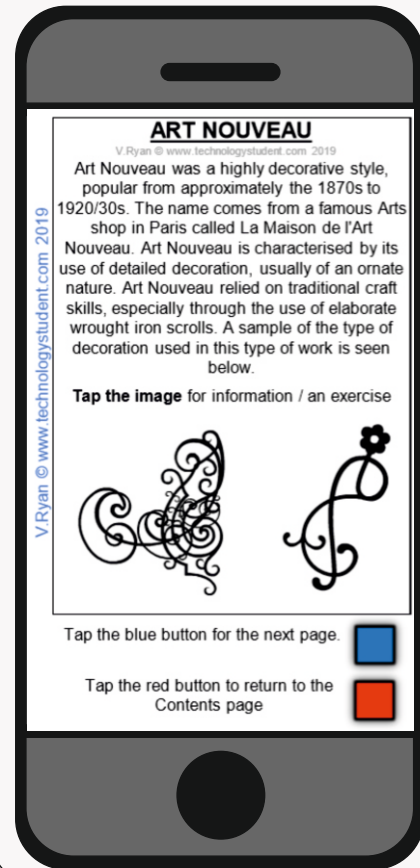 ART NOUVEAU
V.Ryan © www.technologystudent.com 2019
Art Nouveau was a highly decorative style,
popular from approximately the 1870s to
1920/30s. The name comes from a famous Arts
shop in Paris called La Maison de l'Art
Nouveau. Art Nouveau is characterised by its
use of detailed decoration, usually of an ornate
nature. Art Nouveau relied on traditional craft
skills, especially through the use of elaborate
wrought iron scrolls. A sample of the type of
decoration used in this type of work is seen
below.
Tap the image for information / an exercise
V.Ryan © www.technologystudent.com 2019
Tap the blue button for the next page.
Tap the red button to return to the
Contents page